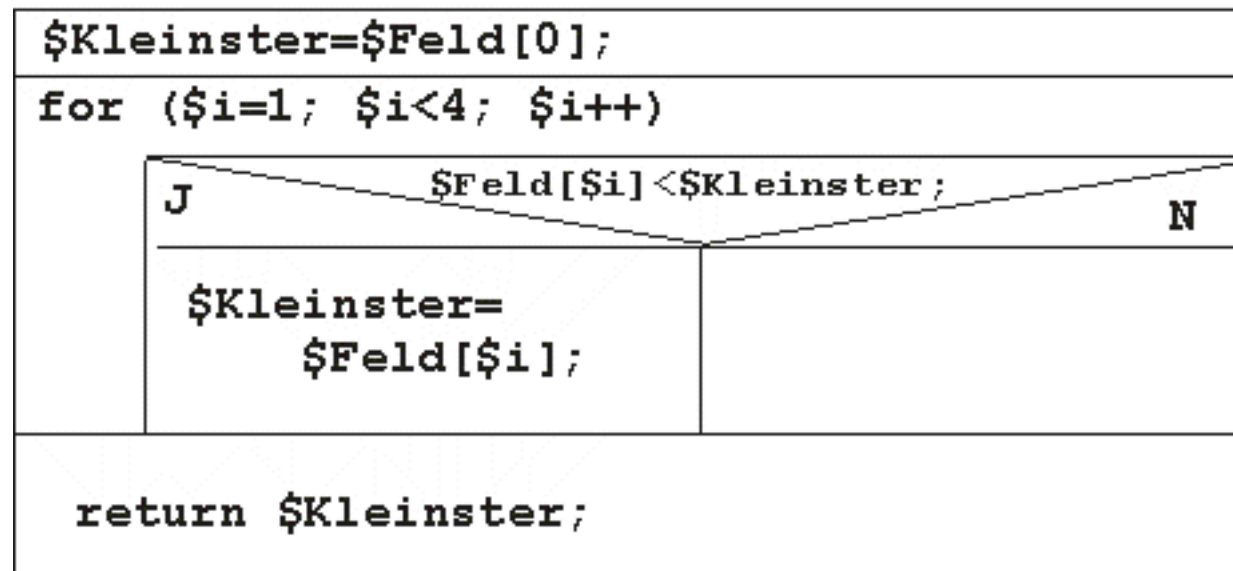 $Kleinster=$Feld[0];
for ($i=1; $i<4; $i++)
$Feld[$i]<$Kleinster;
J
N
$Kleinster=
$Feld[$i];
return $Kleinster;